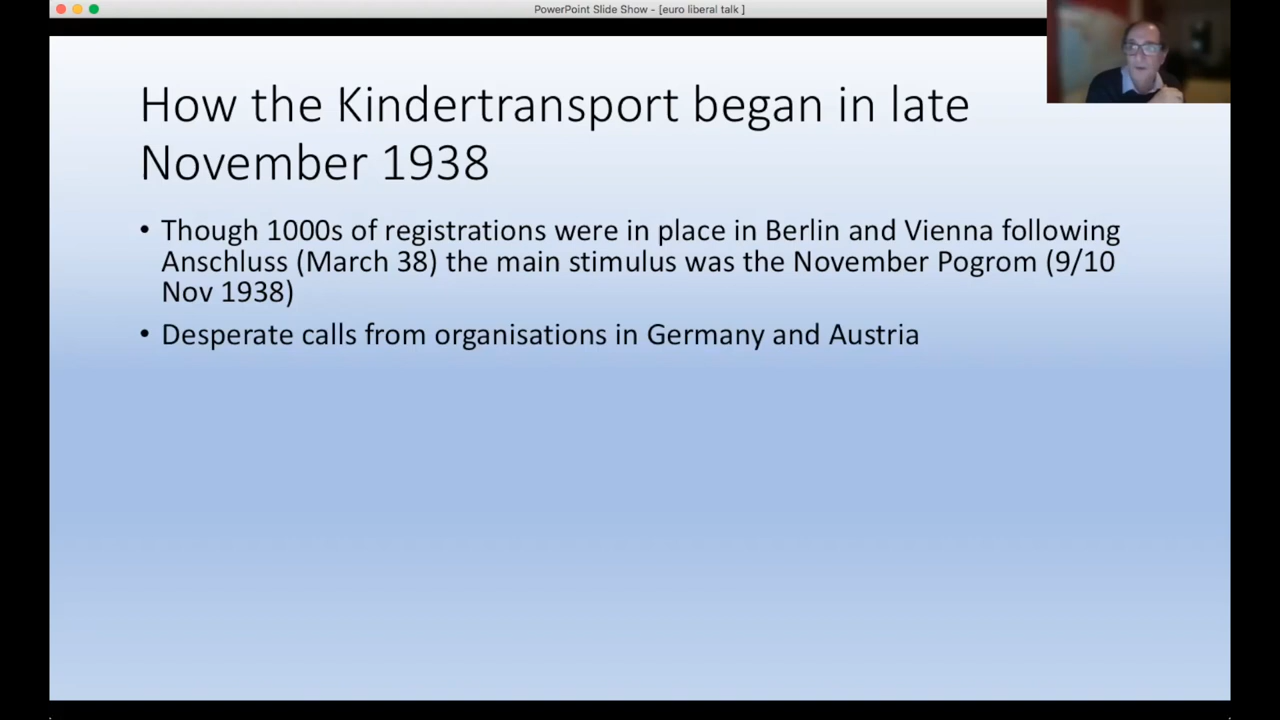 PowerPoint Slide Show - [euro liberal talk ]
How the Kindertransport began in late
November 1938
• Though 1000s of registrations were in place in Berlin and Vienna following
Anschluss (March 38) the main stimulus was the November Pogrom (9/10
Nov 1938)
• Desperate calls from organisations in Germany and Austria